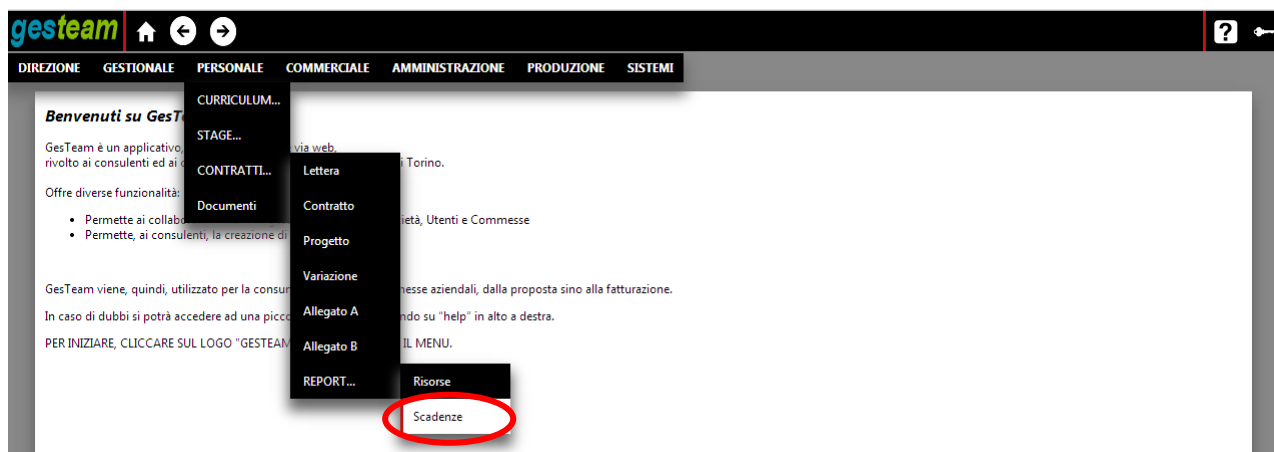 gesteam
?
DIREZIONE GESTIONALE PERSONALE COMMERCIALE AMMINISTRAZIONE PRODUZIONE SISTEMI
CURRICULUM...
STAGE...
CONTRATTI...
Documenti
Lettera
Contratto
Progetto
Variazione
Allegato A
Allegato B
REPORT...
Risorse
Scadenze
Benvenuti su GesT
GesTeam è un applicativo, via web,
rivolto ai consulenti ed ai i Torino.
Offre diverse funzionalità:
• Permette ai collabo ietà, Utenti e Commesse
• Permette, ai consulenti, la creazione di
GesTeam viene, quindi, utilizzato per la consu nesse aziendali, dalla proposta sino alla fatturazione.
In caso di dubbi si potrà accedere ad una picco ndo su "help" in alto a destra.
PER INIZIARE, CLICCARE SUL LOGO "GESTEAM IL MENU.